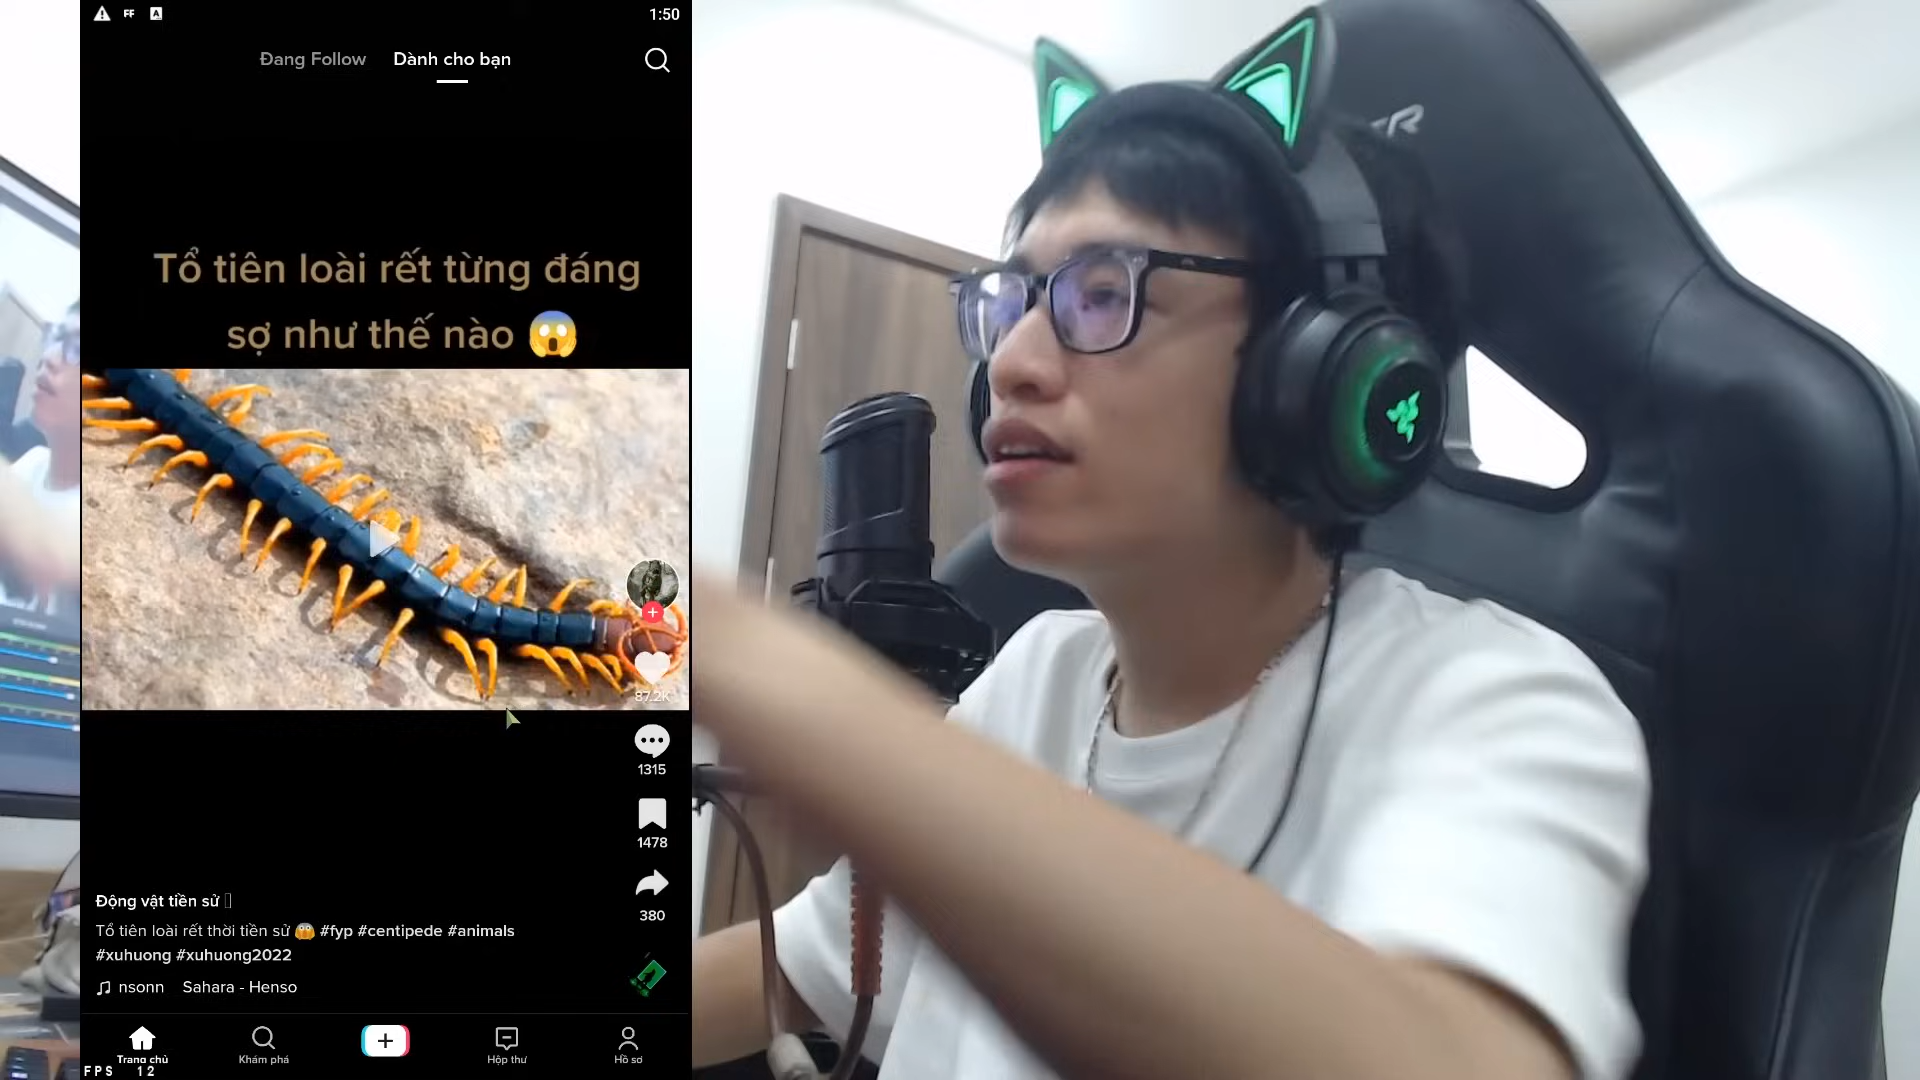 1:50
Đang Follow Dành cho bạn
Tổ tiên loài rết từng đáng
sợ như thế nào 😱
87.2K
1315
1478
380
Động vật tiền sử
Tổ tiên loài rết thời tiền sử 😱 #fyp #centipede #animals
#xuhuong #xuhuong2022
nsonn Sahara - Henso
Trang chủ Khám phá Hộp thư Hồ sơ
FPS 12